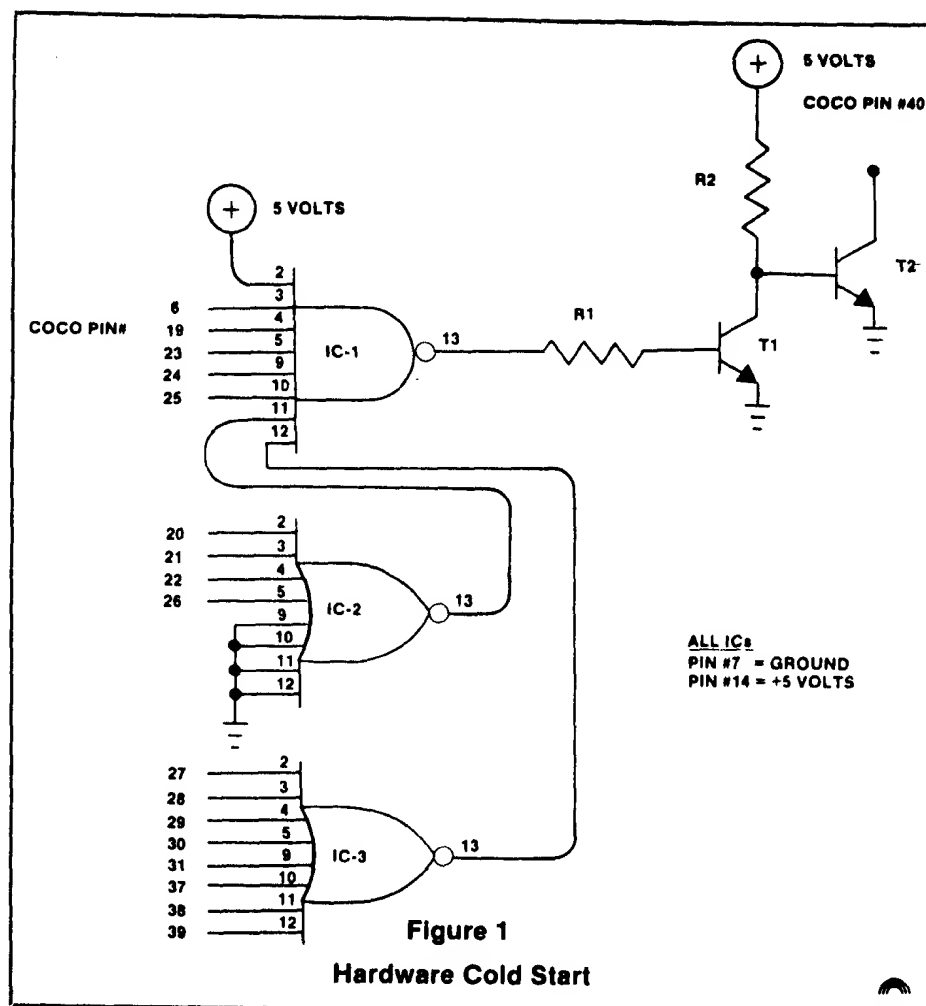 + 5 VOLTS
COCO PIN #40
R2
+ 5 VOLTS
T2
2
3
COCO PIN# 6
4
19
5
23
IC-1
13
R1
T1
9
24
10
25
11
12
2
20
3
21
4
22
5
26
IC-2
13
9
10
11
12
ALL ICs
PIN #7 = GROUND
PIN #14 = +5 VOLTS
2
27
3
28
4
29
5
30
9
31
IC-3
13
10
37
11
38
12
39
Figure 1
Hardware Cold Start